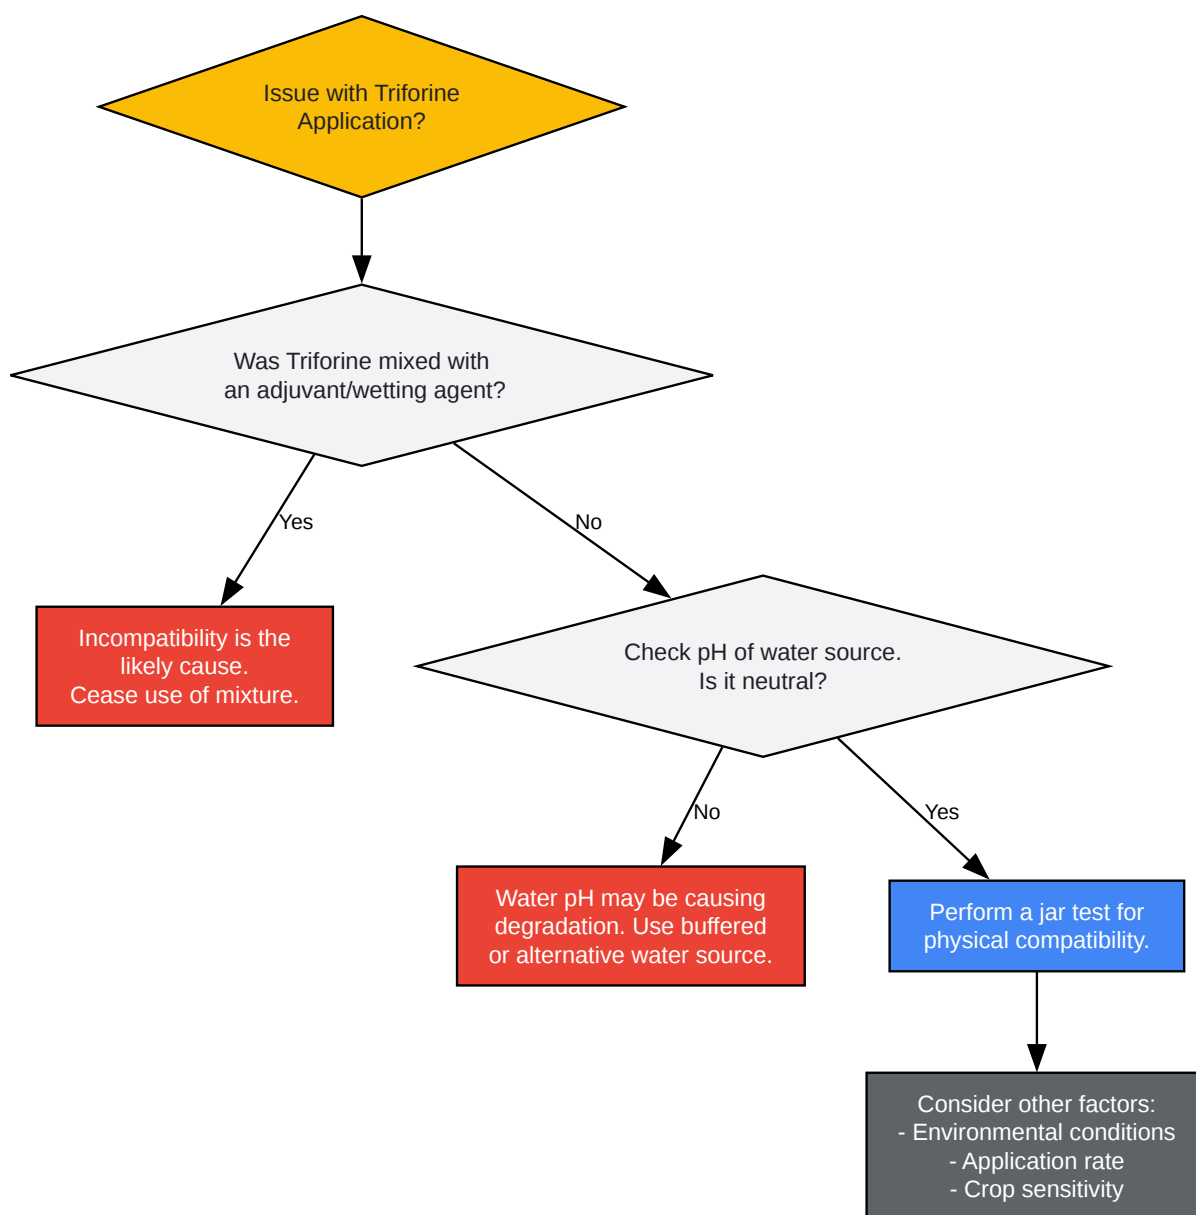 Issue with Triforine
Application?
Was Triforine mixed with
an adjuvant/wetting agent?
Yes
No
Incompatibility is the
likely cause.
Cease use of mixture.
Check pH of water source.
Is it neutral?
No
Yes
Water pH may be causing
degradation. Use buffered
or alternative water source.
Perform a jar test for
physical compatibility.
Consider other factors:
- Environmental conditions
- Application rate
- Crop sensitivity